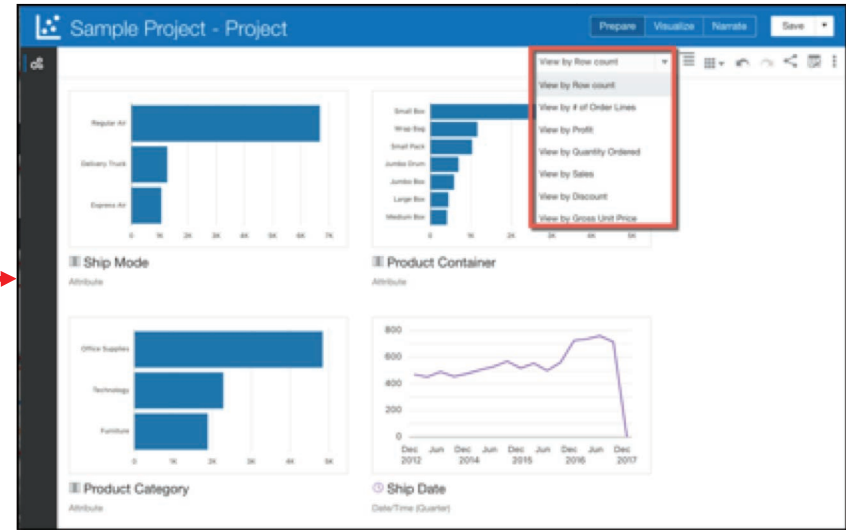 Sample Project - Project
Prepare Visualize Narrate Save
View by Row count
View by Row count
View by # of Order Lines
View by Profit
View by Quantity Ordered
View by Sales
View by Discount
View by Gross Unit Price
Regular Air
Delivery Truck
Express Air
0 1K 2K 3K 4K 5K 6K 7K
Ship Mode
Attribute
Small Box
Wrap Bag
Small Pack
Jumbo Drum
Jumbo Box
Large Box
Medium Box
0 1K 2K 3K 4K 5K
Product Container
Attribute
Office Supplies
Technology
Furniture
0 1K 2K 3K 4K 5K
Product Category
Attribute
800
600
400
200
0
Dec Jun Dec Jun Dec Jun Dec Jun Dec
2012 2014 2015 2016 2017
Ship Date
Date/Time (Quarter)